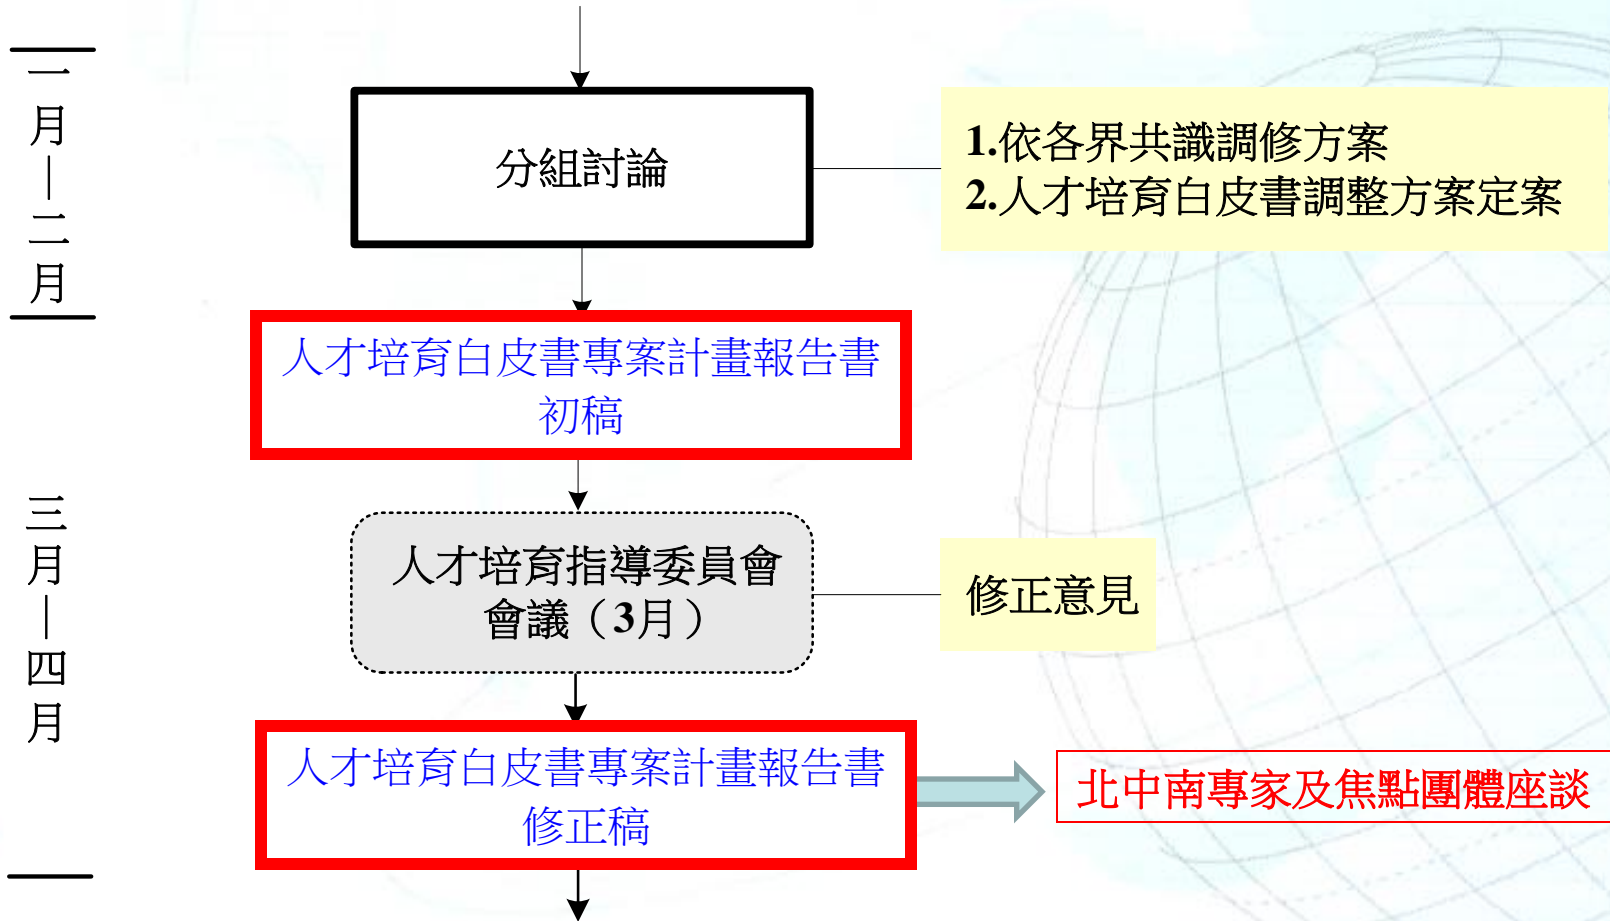 一月—二月
分組討論
1.依各界共識調修方案
2.人才培育白皮書調整方案定案
人才培育白皮書專案計畫報告書
初稿
三月—四月
人才培育指導委員會
會議（3月）
修正意見
人才培育白皮書專案計畫報告書
修正稿
北中南專家及焦點團體座談